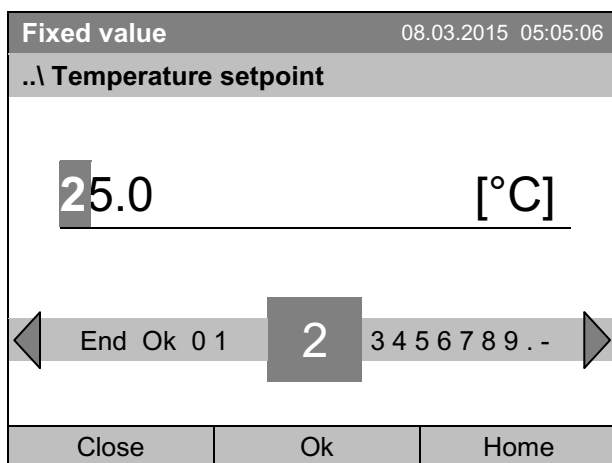 Fixed value 08.03.2015 05:05:06
..\ Temperature setpoint
25.0 [°C]
End Ok 0 1 2 3 4 5 6 7 8 9 . -
Close Ok Home